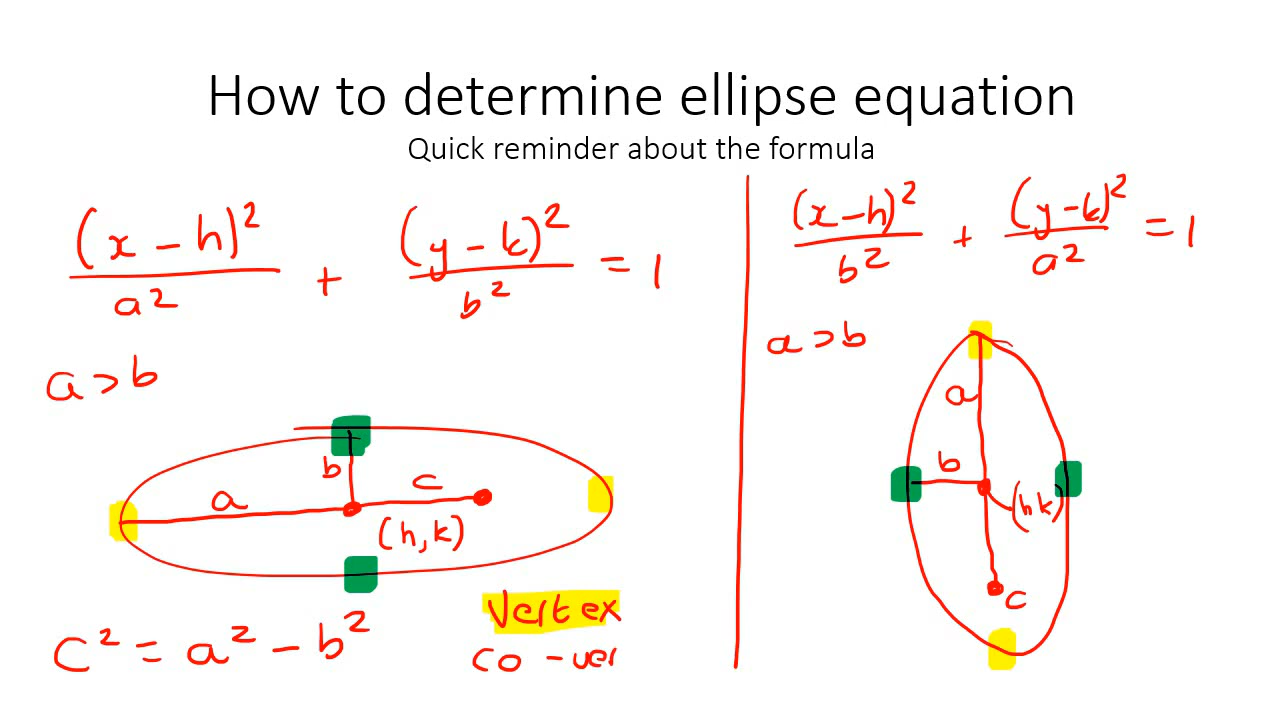 How to determine ellipse equation
Quick reminder about the formula
(x - h)² / a² + (y - k)² / b² = 1
a > b
b
a
c
(h, k)
c² = a² - b²
Vertex
co-ver
(x - h)² / b² + (y - k)² / a² = 1
a > b
a
b
(h k)
c